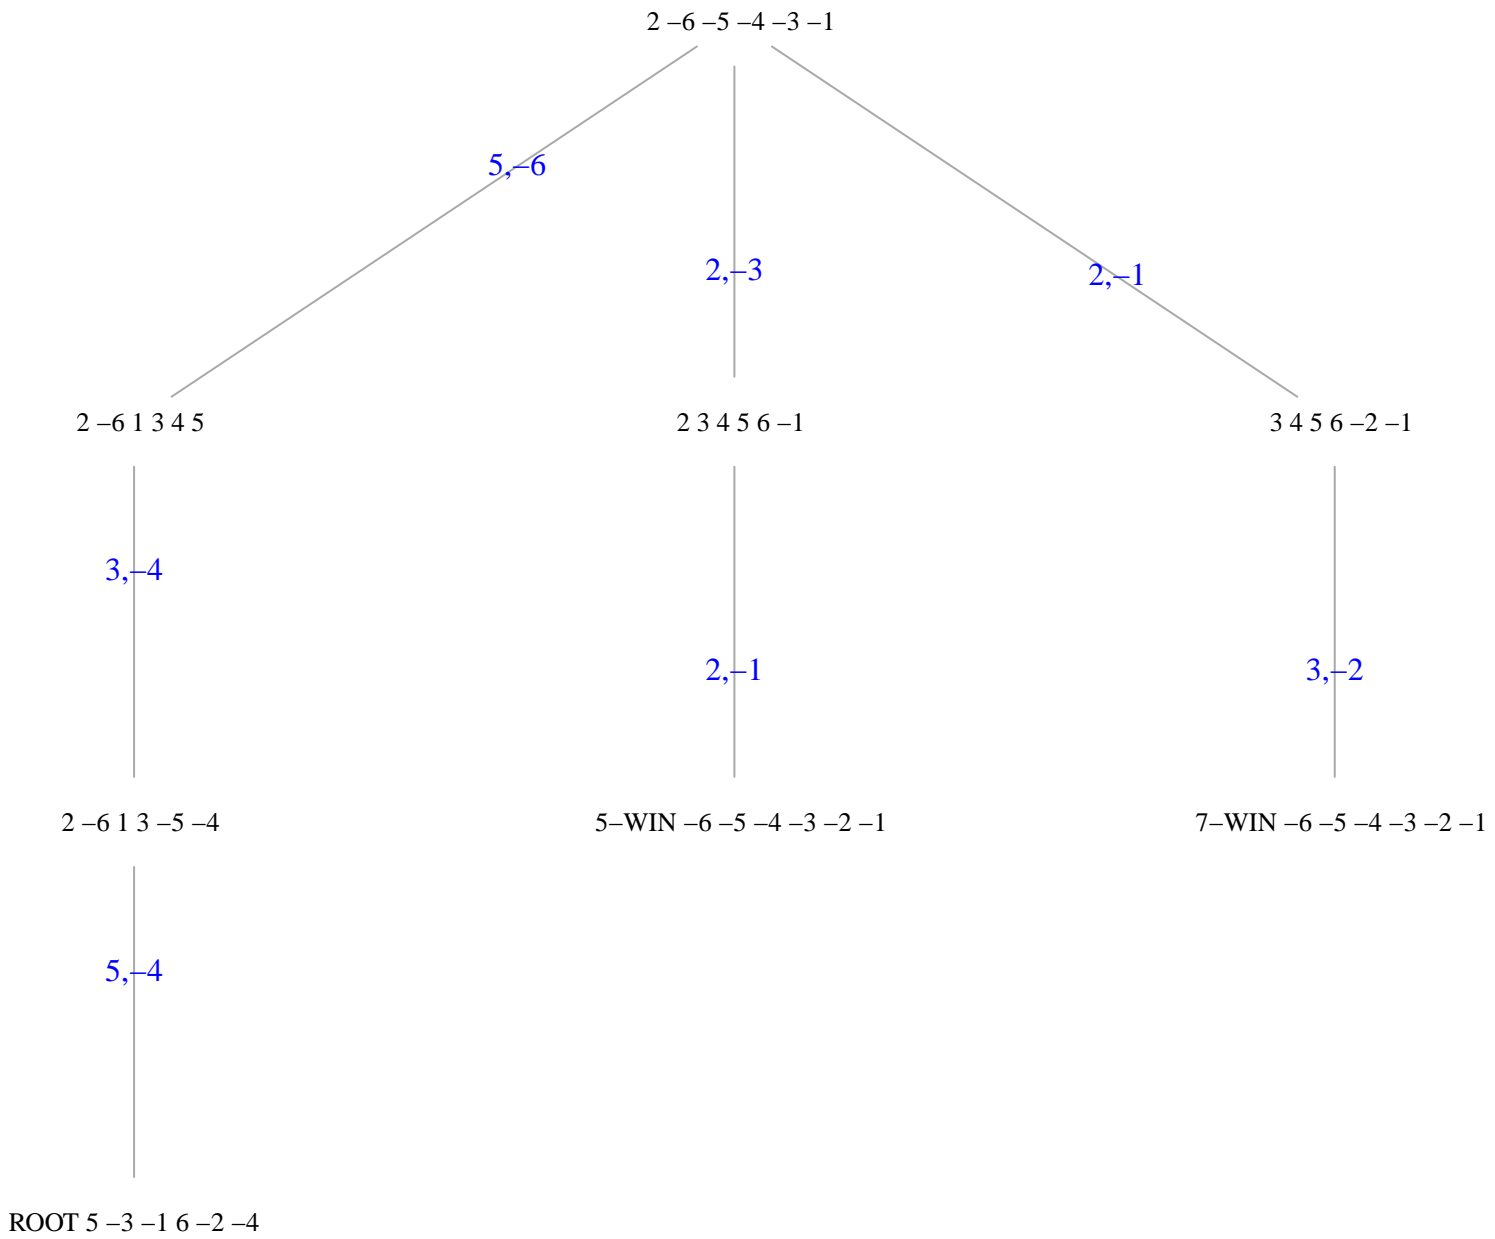 2 –6 –5 –4 –3 –1
5,–6
2,–3
2,–1
2 –6 1 3 4 5
2 3 4 5 6 –1
3 4 5 6 –2 –1
3,–4
2,–1
3,–2
2 –6 1 3 –5 –4
5–WIN –6 –5 –4 –3 –2 –1
7–WIN –6 –5 –4 –3 –2 –1
5,–4
ROOT 5 –3 –1 6 –2 –4